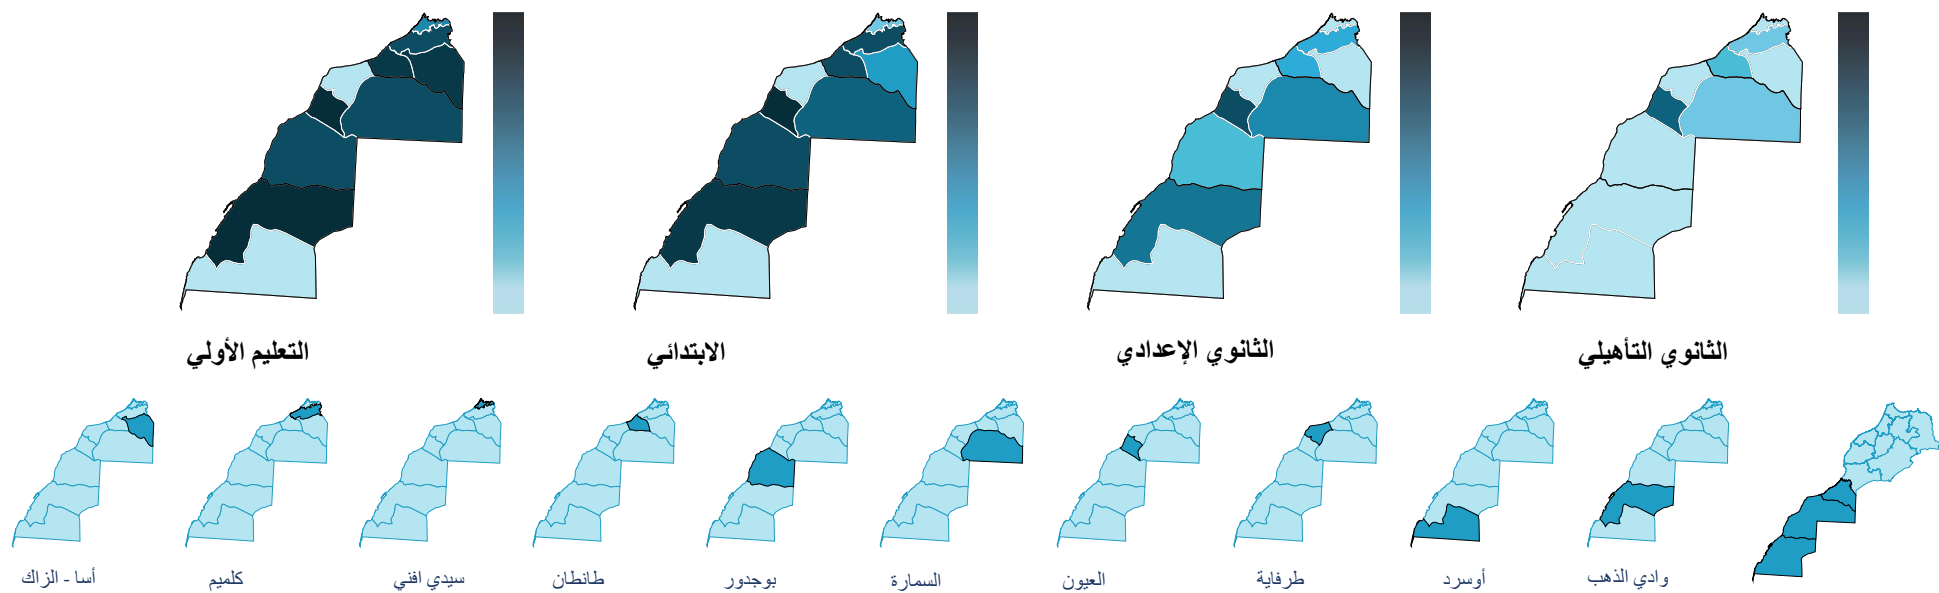 الثانوي التأهيلي
الثانوي الإعدادي
الابتدائي
التعليم الأولي
وادي الذهب
أوسرد
طرفاية
العيون
السمارة
بوجدور
طانطان
سيدي افني
كلميم
أسا - الزاك